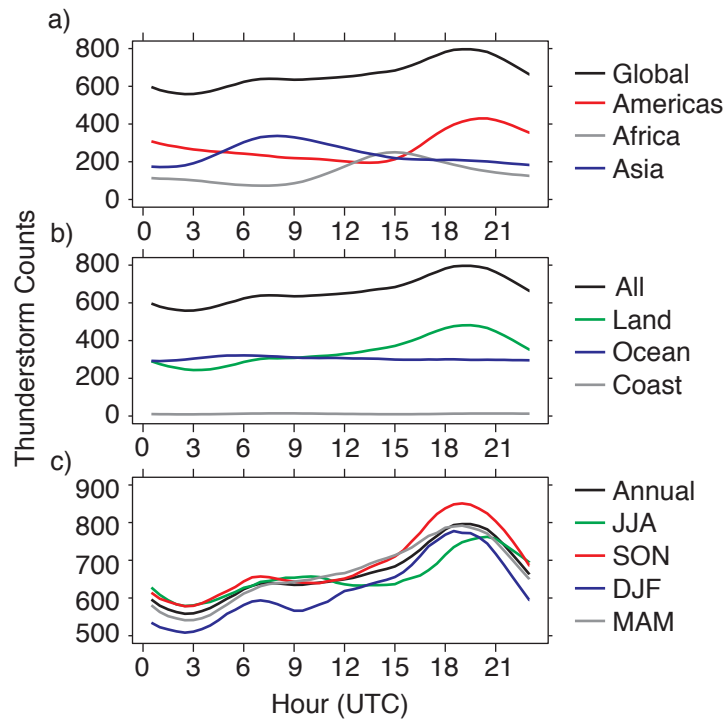 a)
800
600
400
200
0
0 3 6 9 12 15 18 21
Global
Americas
Africa
Asia
b)
800
600
400
200
0
0 3 6 9 12 15 18 21
All
Land
Ocean
Coast
c)
900
800
700
600
500
0 3 6 9 12 15 18 21
Annual
JJA
SON
DJF
MAM
Thunderstorm Counts
Hour (UTC)